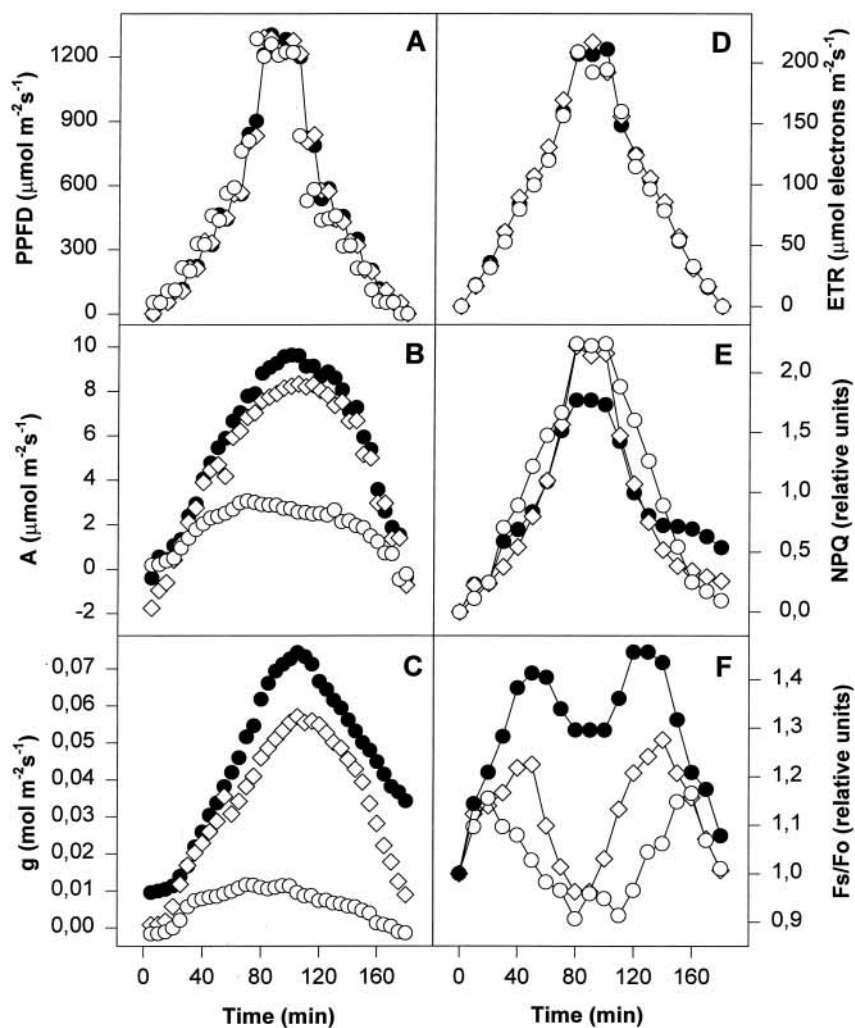 A
PPFD (μmol m-2s-1)
1200
900
600
300
0
D
ETR (μmol electrons m-2s-1)
200
150
100
50
0
B
A (μmol m-2s-1)
10
8
6
4
2
0
-2
E
NPQ (relative units)
2,0
1,5
1,0
0,5
0,0
C
g (mol m-2s-1)
0,07
0,06
0,05
0,04
0,03
0,02
0,01
0,00
F
Fs/Fo (relative units)
1,4
1,3
1,2
1,1
1,0
0,9
0 40 80 120 160
Time (min)
0 40 80 120 160
Time (min)